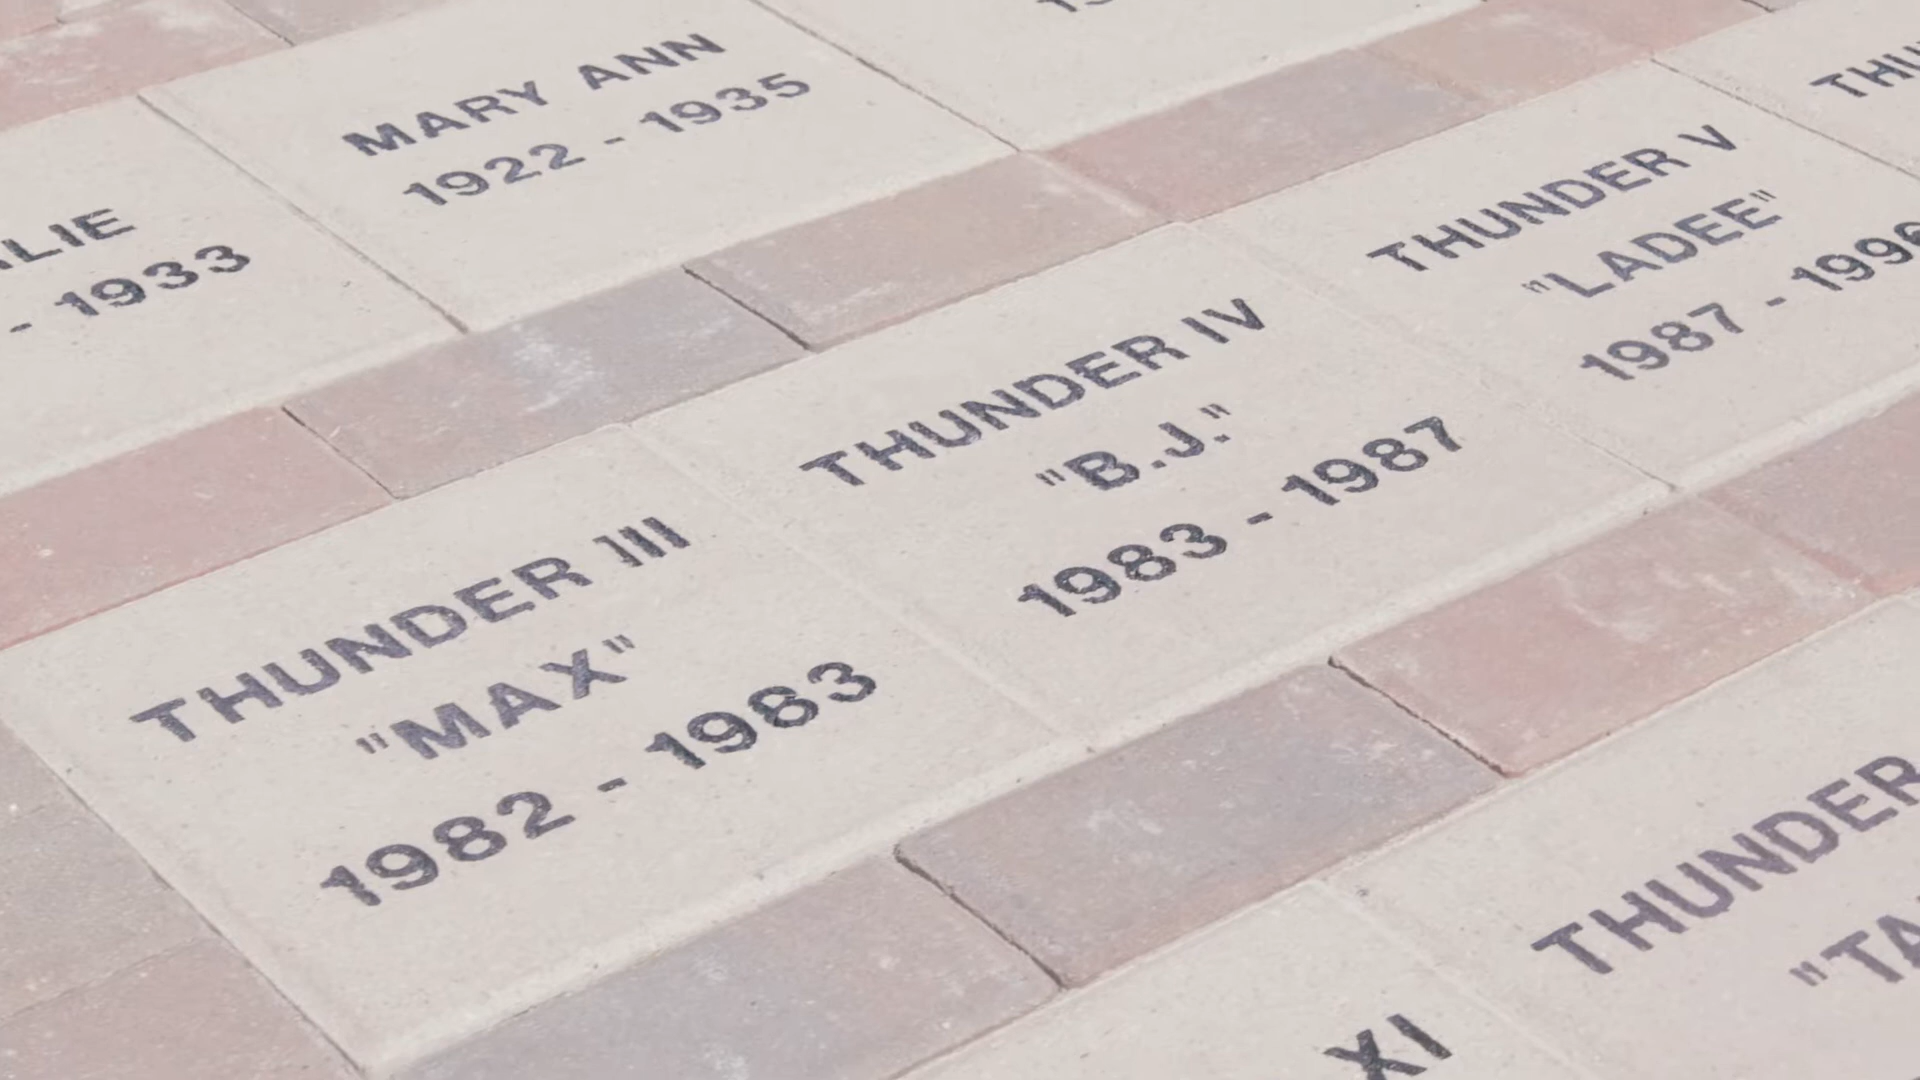 MARY ANN
1922 - 1935
- 1933
THUNDER III
"MAX"
1982 - 1983
THUNDER IV
"B.J."
1983 - 1987
THUNDER V
"LADEE"
1987 - 1996
XI
THUNDER